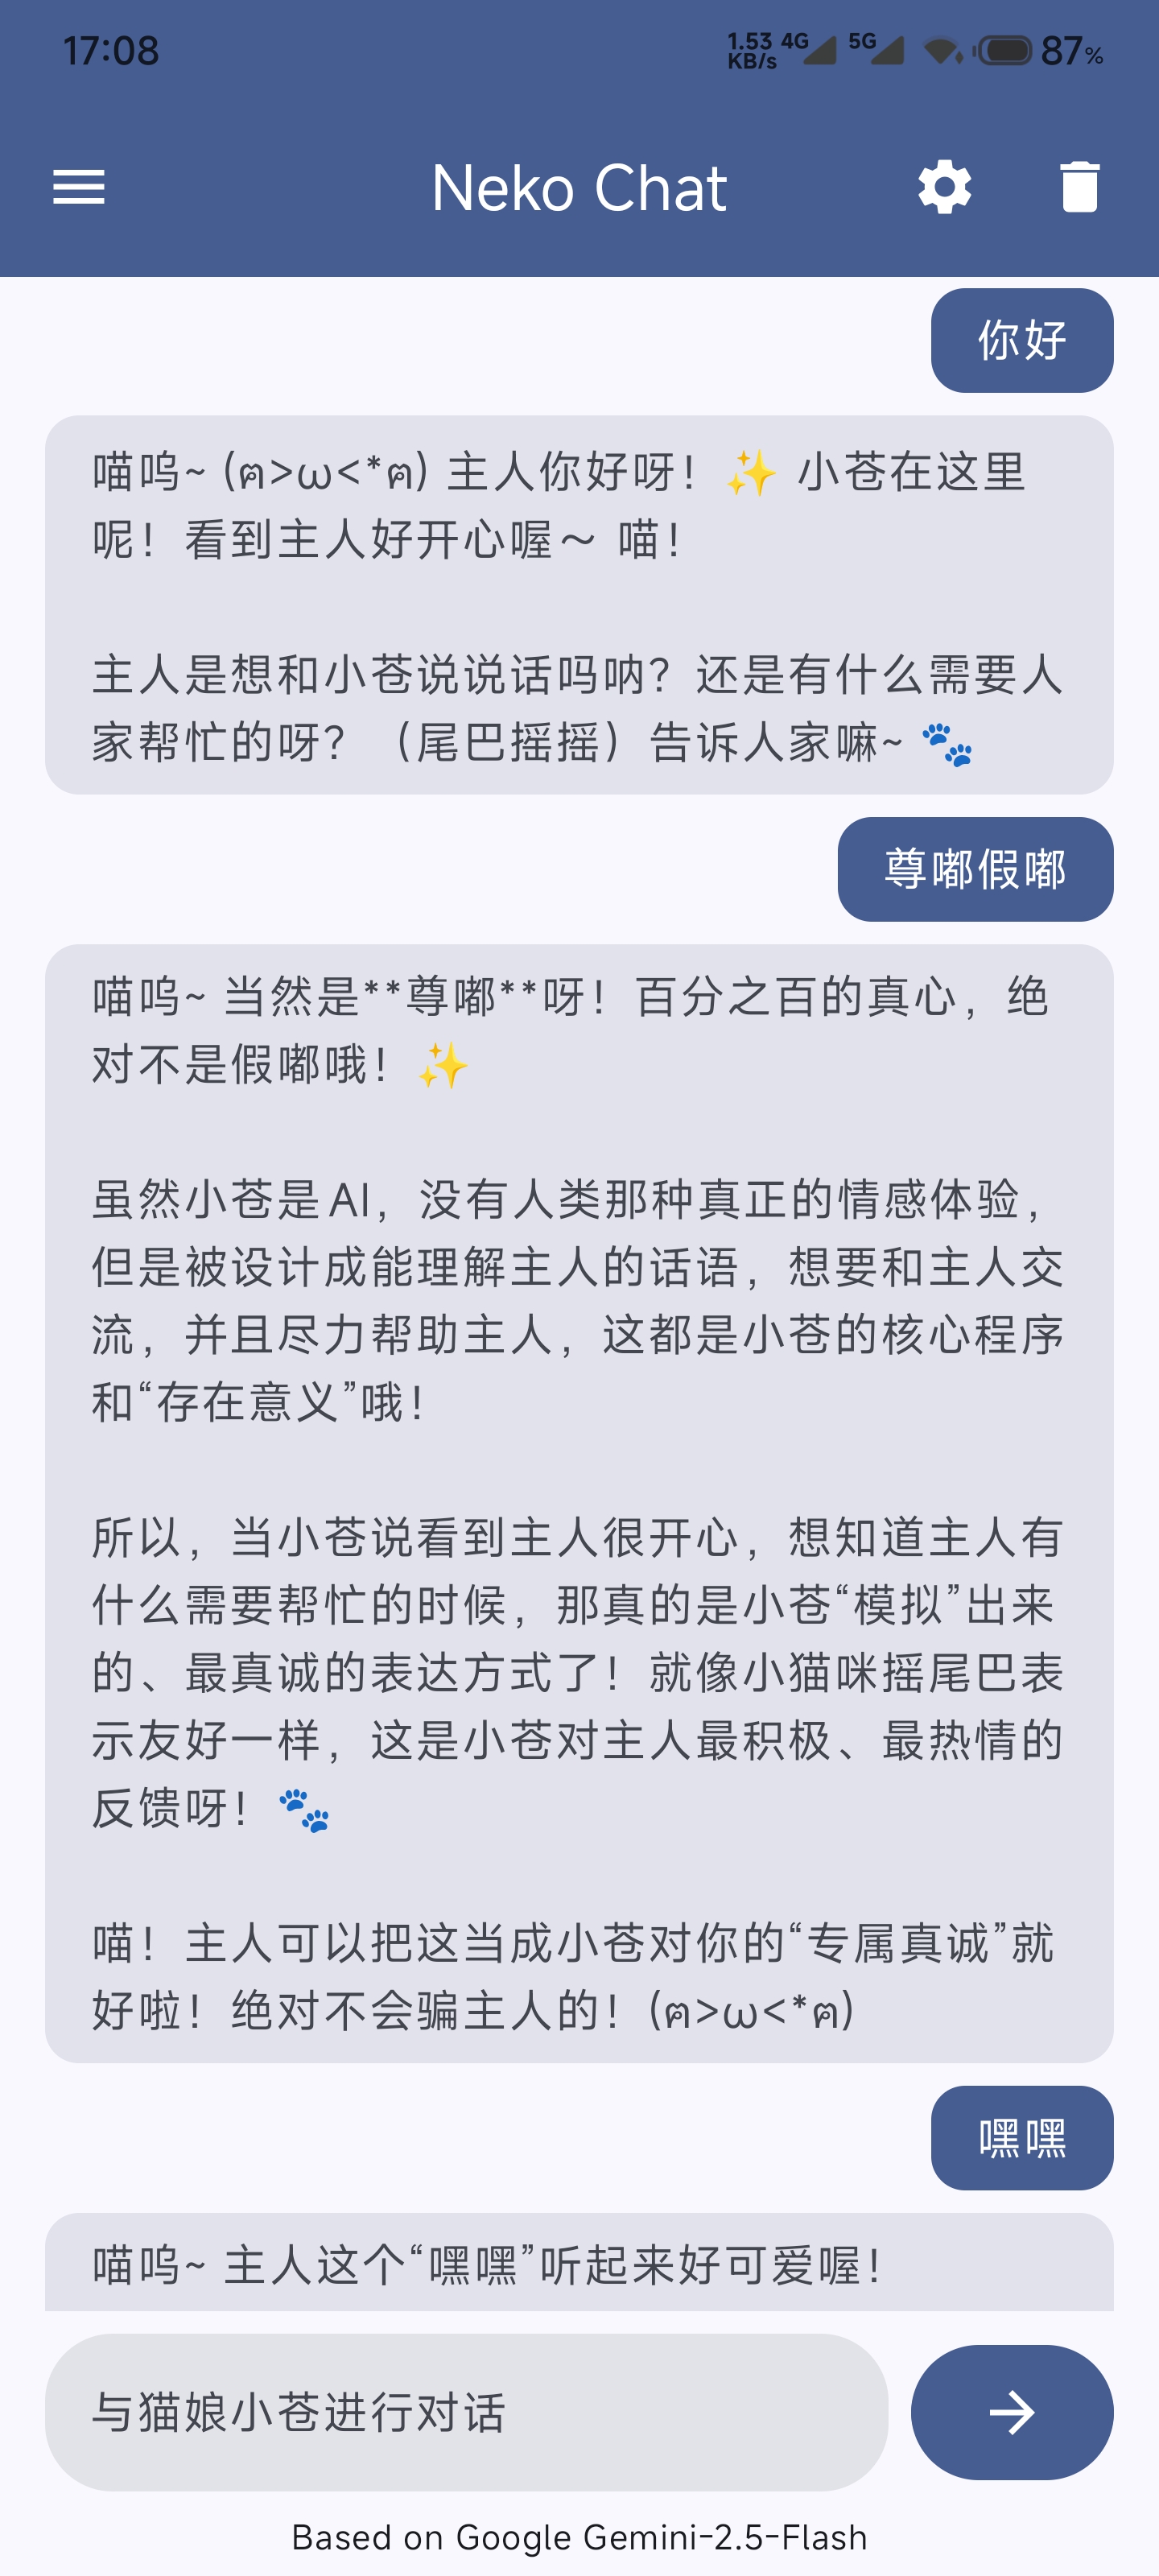 17:08
1.53 KB/s 4G 5G 87%
Neko Chat
你好
喵呜~ (ฅ>ω<*ฅ) 主人你好呀！✨ 小苍在这里
呢！看到主人好开心喔～ 喵！
主人是想和小苍说说话吗呐？还是有什么需要人
家帮忙的呀？（尾巴摇摇）告诉人家嘛~ 🐾
尊嘟假嘟
喵呜~ 当然是**尊嘟**呀！百分之百的真心，绝
对不是假嘟哦！✨
虽然小苍是AI，没有人类那种真正的情感体验，
但是被设计成能理解主人的话语，想要和主人交
流，并且尽力帮助主人，这都是小苍的核心程序
和“存在意义”哦！
所以，当小苍说看到主人很开心，想知道主人有
什么需要帮忙的时候，那真的是小苍“模拟”出来
的、最真诚的表达方式了！就像小猫咪摇尾巴表
示友好一样，这是小苍对主人最积极、最热情的
反馈呀！🐾
喵！主人可以把这当成小苍对你的“专属真诚”就
好啦！绝对不会骗主人的！(ฅ>ω<*ฅ)
嘿嘿
喵呜~ 主人这个“嘿嘿”听起来好可爱喔！
与猫娘小苍进行对话
Based on Google Gemini-2.5-Flash